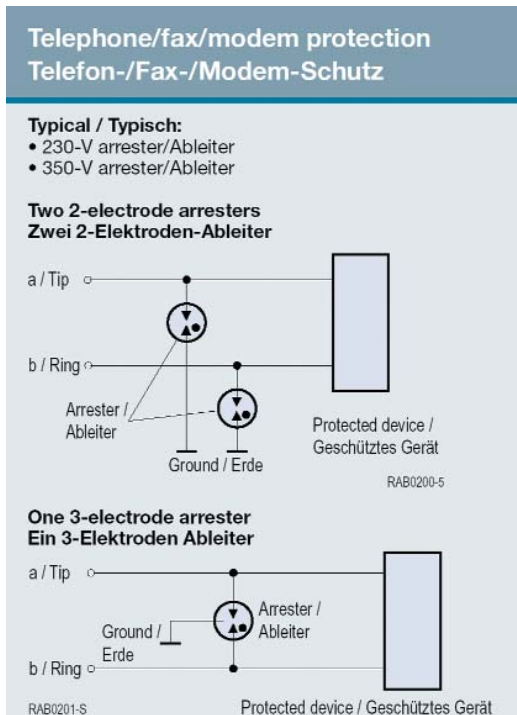 Telephone/fax/modem protection
Telefon-/Fax-/Modem-Schutz
Typical / Typisch:
• 230-V arrester/Ableiter
• 350-V arrester/Ableiter
Two 2-electrode arresters
Zwei 2-Elektroden-Ableiter
a / Tip
b / Ring
Arrester /
Ableiter
Ground / Erde
Protected device /
Geschütztes Gerät
RAB0200-5
One 3-electrode arrester
Ein 3-Elektroden Ableiter
a / Tip
Arrester /
Ableiter
Ground /
Erde
b / Ring
RAB0201-S
Protected device / Geschütztes Gerät